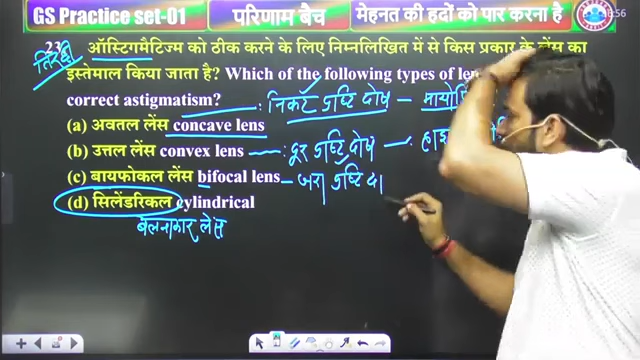 GS Practice set-01 परिणाम बैच मेहनत की हदों को पार करना है
तिरछी
23 ऑस्टिगमैटिज्म को ठीक करने के लिए निम्नलिखित में से किस प्रकार के लेंस का
इस्तेमाल किया जाता है? Which of the following types of len
correct astigmatism? : निकट दृष्टि दोष – मायोपि
(a) अवतल लेंस concave lens
(b) उत्तल लेंस convex lens – दूर दृष्टि दोष –
(c) बायफोकल लेंस bifocal lens – जरा दृष्टि दो
(d) सिलेंडरिकल cylindrical
बेलनाकार लेंस